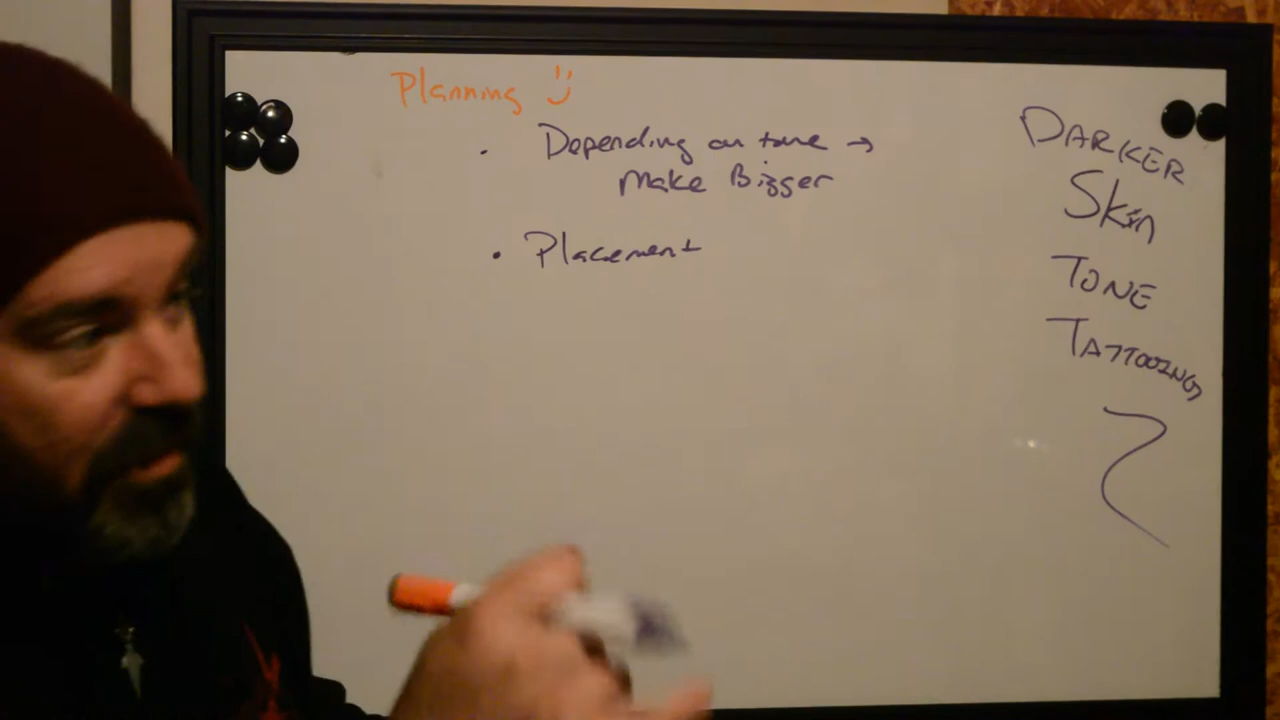 Planning
• Depending on tone →
Make Bigger
• Placement
DARKER
Skin
TONE
TATTOOING